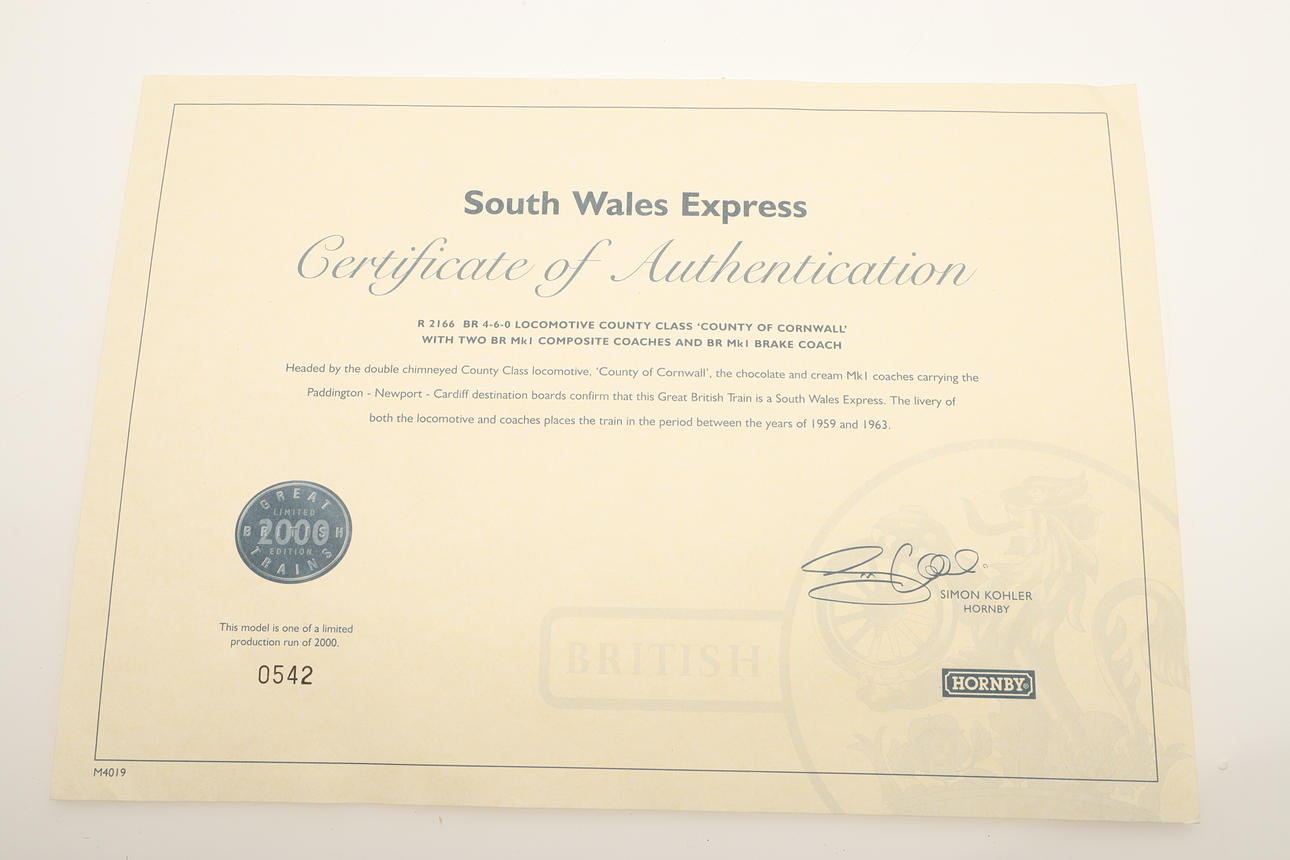 South Wales Express
Certificate of Authentication
R 2166 BR 4-6-0 LOCOMOTIVE COUNTY CLASS ‘COUNTY OF CORNWALL’
WITH TWO BR Mk1 COMPOSITE COACHES AND BR Mk1 BRAKE COACH
Headed by the double chimneyed County Class locomotive, ‘County of Cornwall’, the chocolate and cream Mk1 coaches carrying the
Paddington - Newport - Cardiff destination boards confirm that this Great British Train is a South Wales Express. The livery of
both the locomotive and coaches places the train in the period between the years of 1959 and 1963.
GREAT
LIMITED
BRITISH
2000
EDITION
TRAINS
This model is one of a limited
production run of 2000.
0542
SIMON KOHLER
HORNBY
BRITISH
HORNBY®
M4019